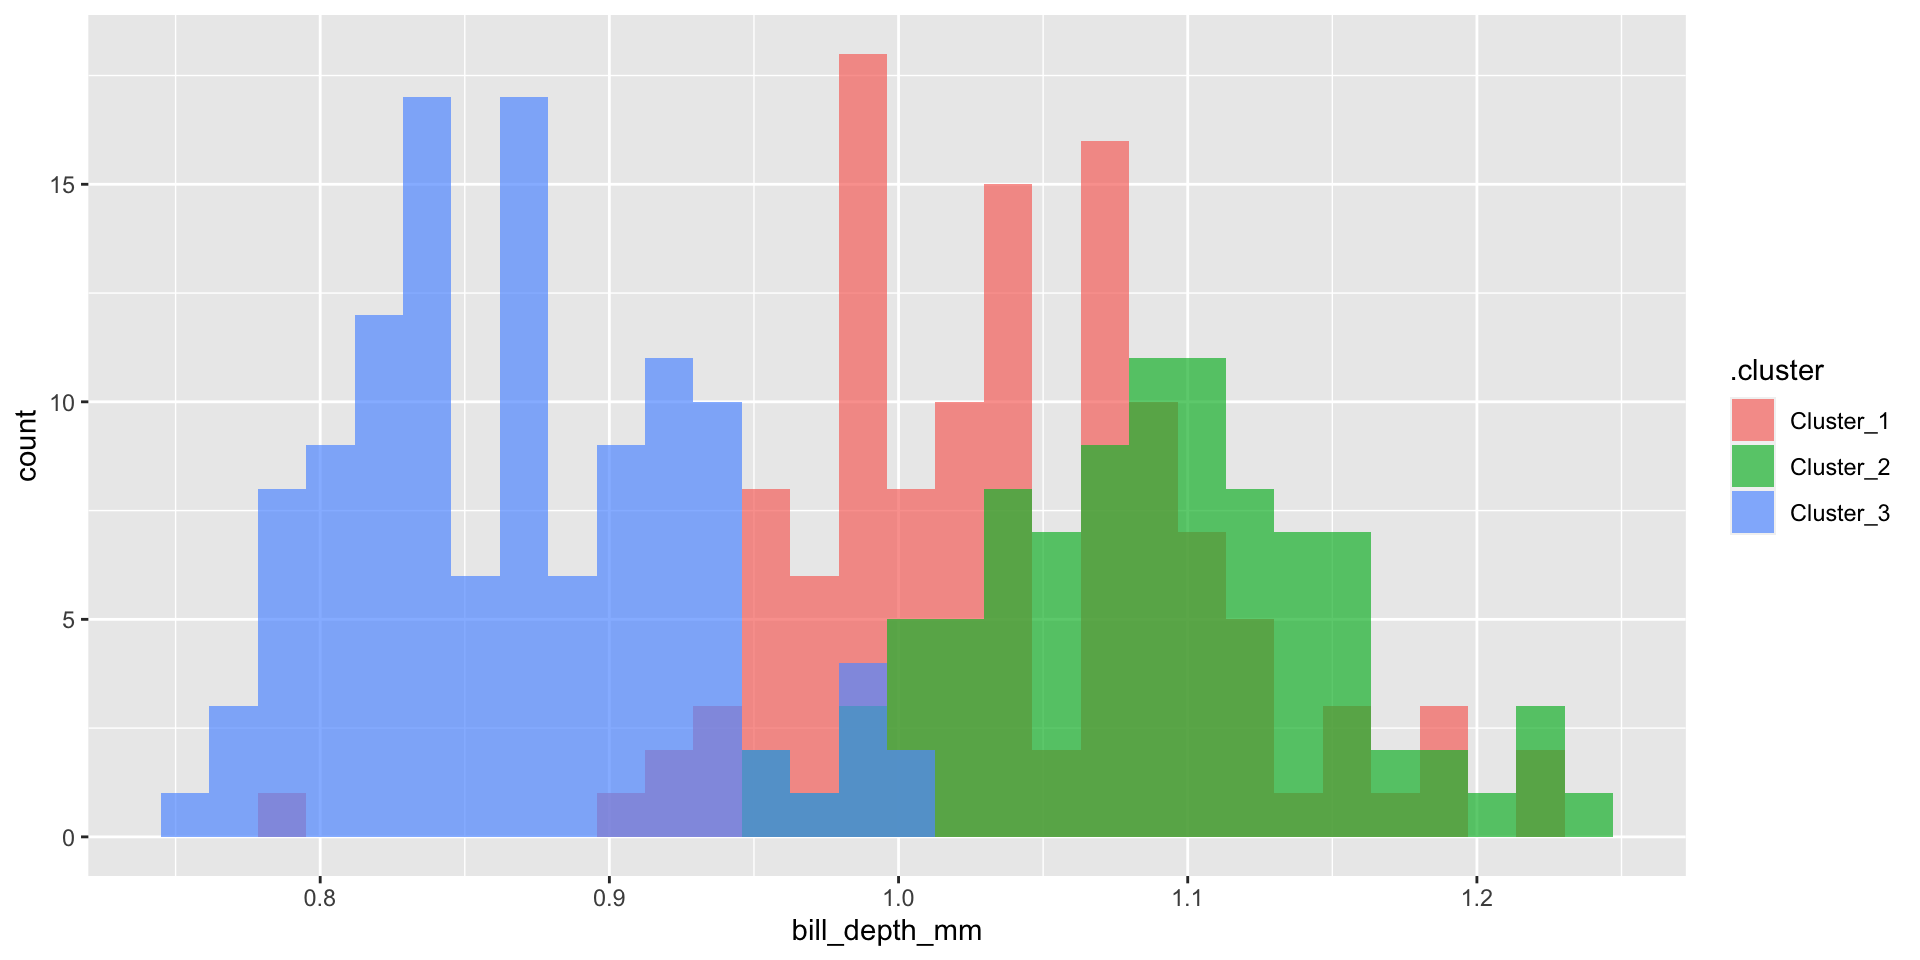 15
10
5
0
count
0.8 0.9 1.0 1.1 1.2
bill_depth_mm
.cluster
Cluster_1
Cluster_2
Cluster_3